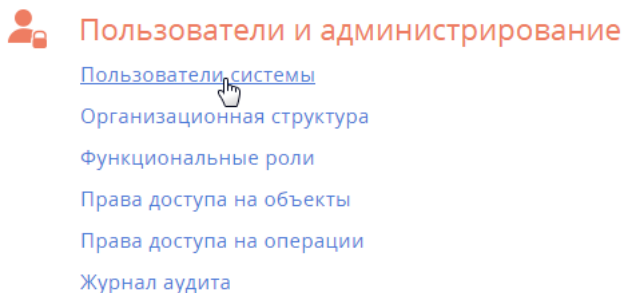 Пользователи и администрирование
Пользователи системы
Организационная структура
Функциональные роли
Права доступа на объекты
Права доступа на операции
Журнал аудита